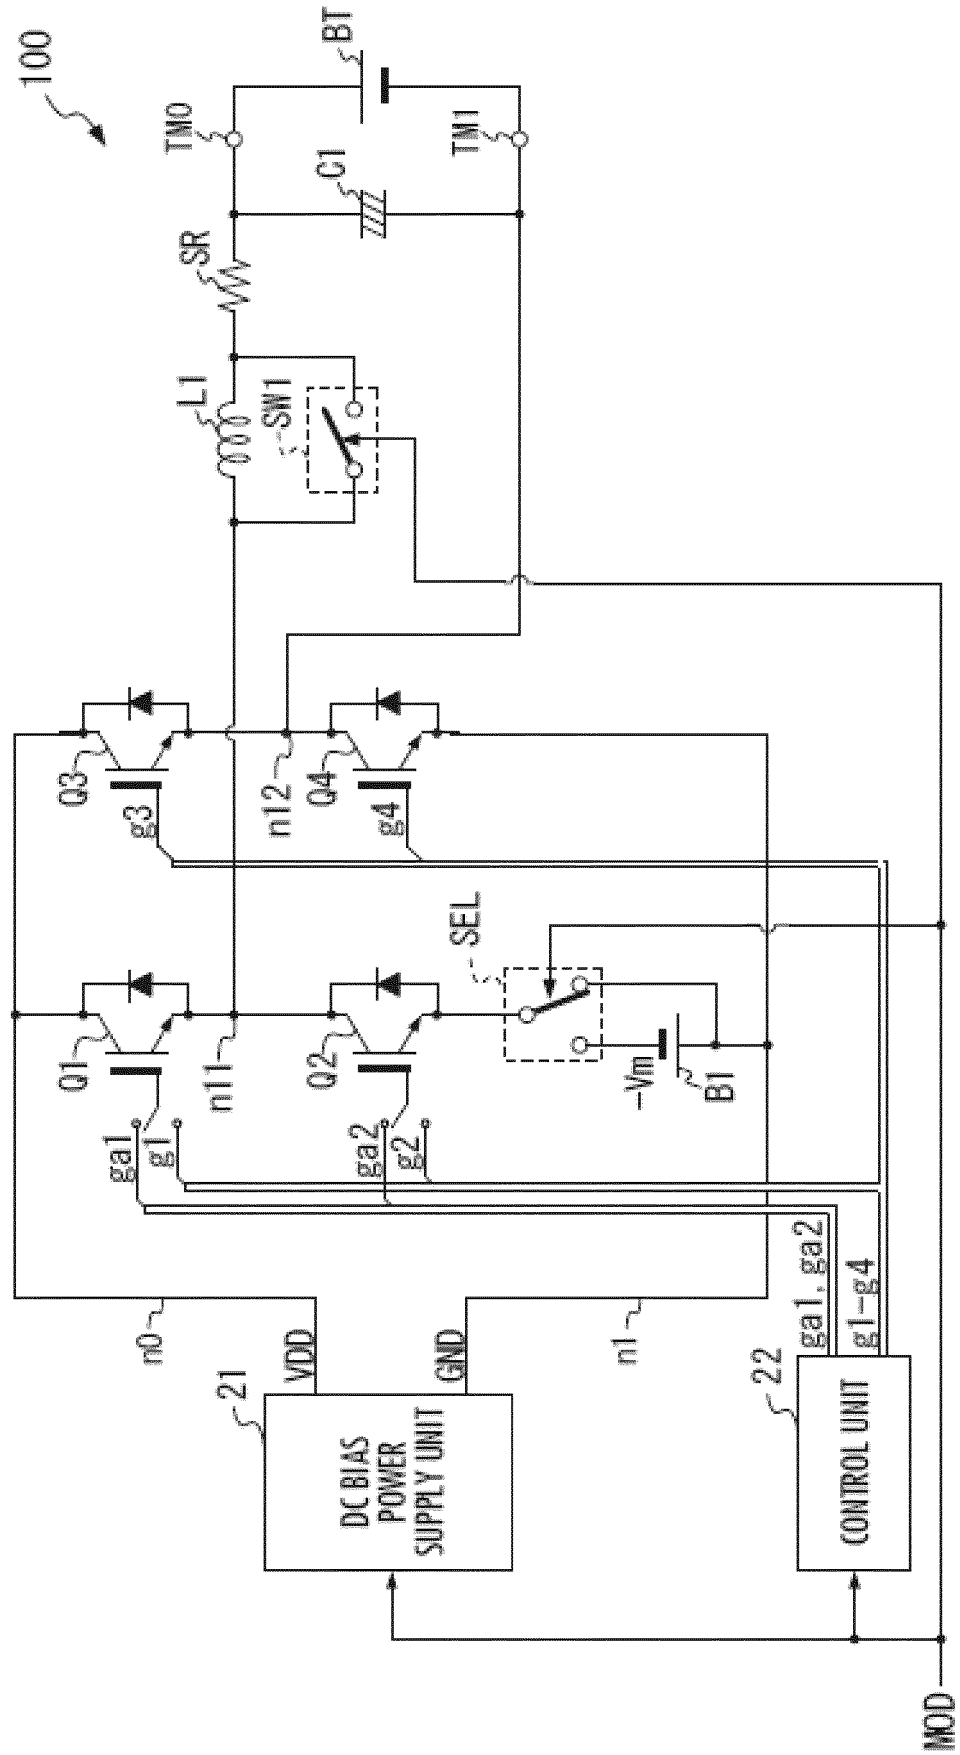 100
TM0
BT
C1
TM1
SR
L1
SW1
Q3
g3
n12
Q4
g4
SEL
Q1
ga1
g1
n11
Q2
ga2
g2
-Vm
B1
n0
VDD
GND
n1
21
DC BIAS
POWER
SUPPLY UNIT
ga1, ga2
g1-g4
22
CONTROL UNIT
MOD